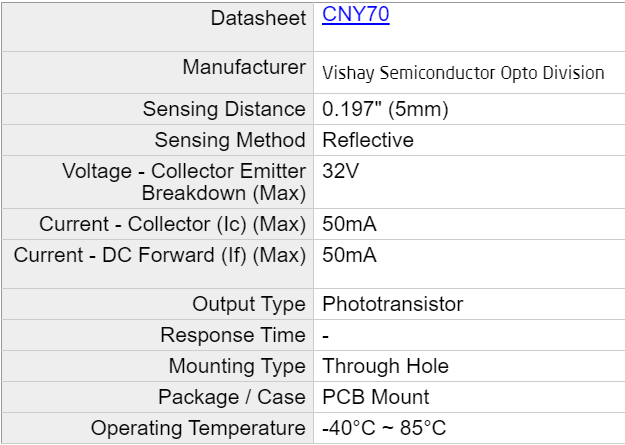 Datasheet CNY70
Manufacturer Vishay Semiconductor Opto Division
Sensing Distance 0.197" (5mm)
Sensing Method Reflective
Voltage - Collector Emitter 32V
Breakdown (Max)
Current - Collector (Ic) (Max) 50mA
Current - DC Forward (If) (Max) 50mA
Output Type Phototransistor
Response Time -
Mounting Type Through Hole
Package / Case PCB Mount
Operating Temperature -40°C ~ 85°C